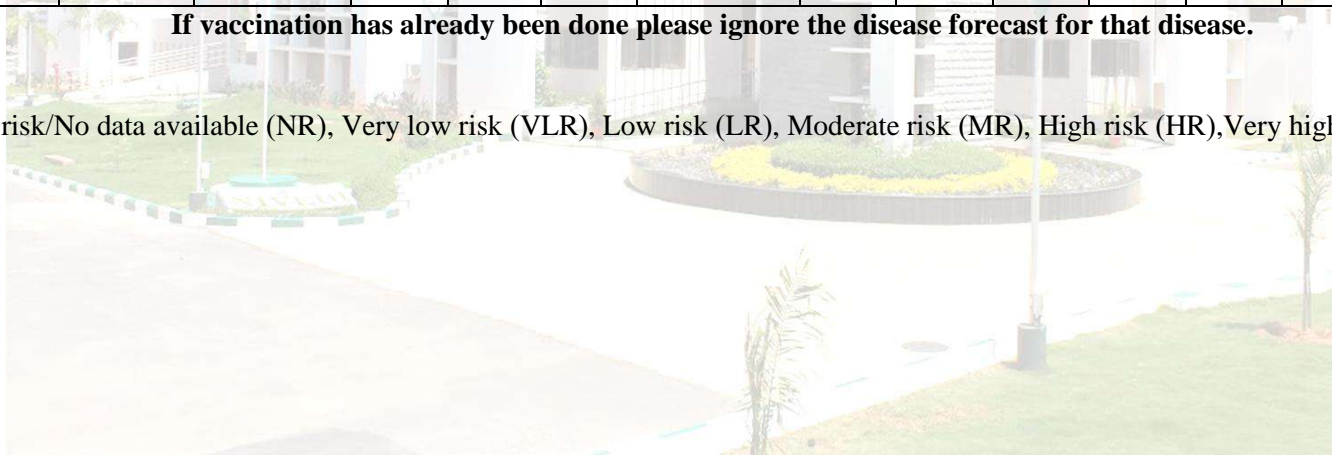 If vaccination has already been done please ignore the disease forecast for that disease.
risk/No data available (NR), Very low risk (VLR), Low risk (LR), Moderate risk (MR), High risk (HR),Very high
NIVEDI